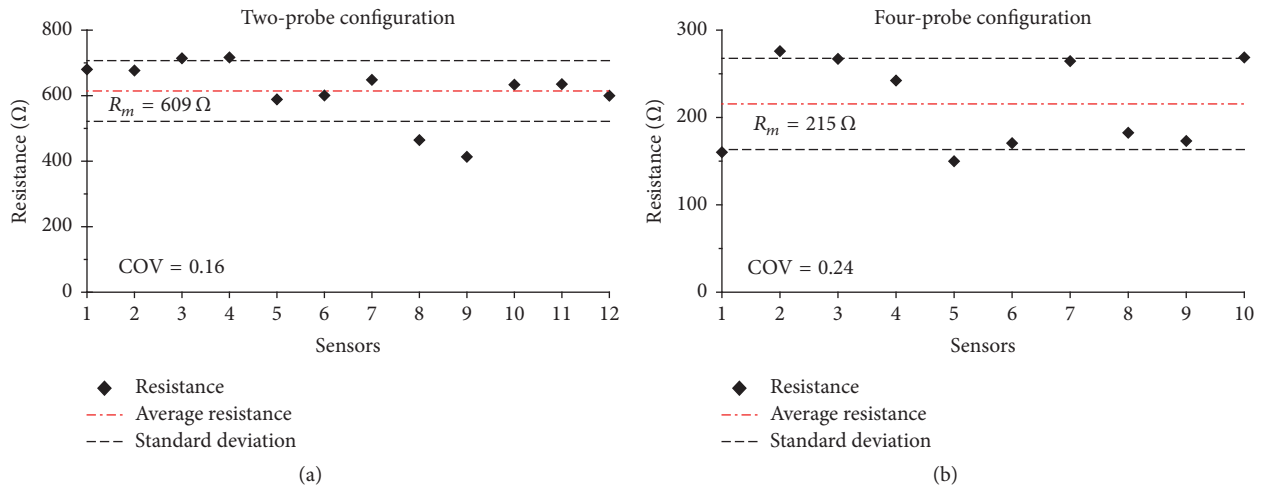 Two-probe configuration
800
600
400
200
0
Resistance (Ω)
R_m = 609 Ω
COV = 0.16
1 2 3 4 5 6 7 8 9 10 11 12
Sensors
Resistance
Average resistance
Standard deviation
(a)
Four-probe configuration
300
200
100
0
Resistance (Ω)
R_m = 215 Ω
COV = 0.24
1 2 3 4 5 6 7 8 9 10
Sensors
Resistance
Average resistance
Standard deviation
(b)